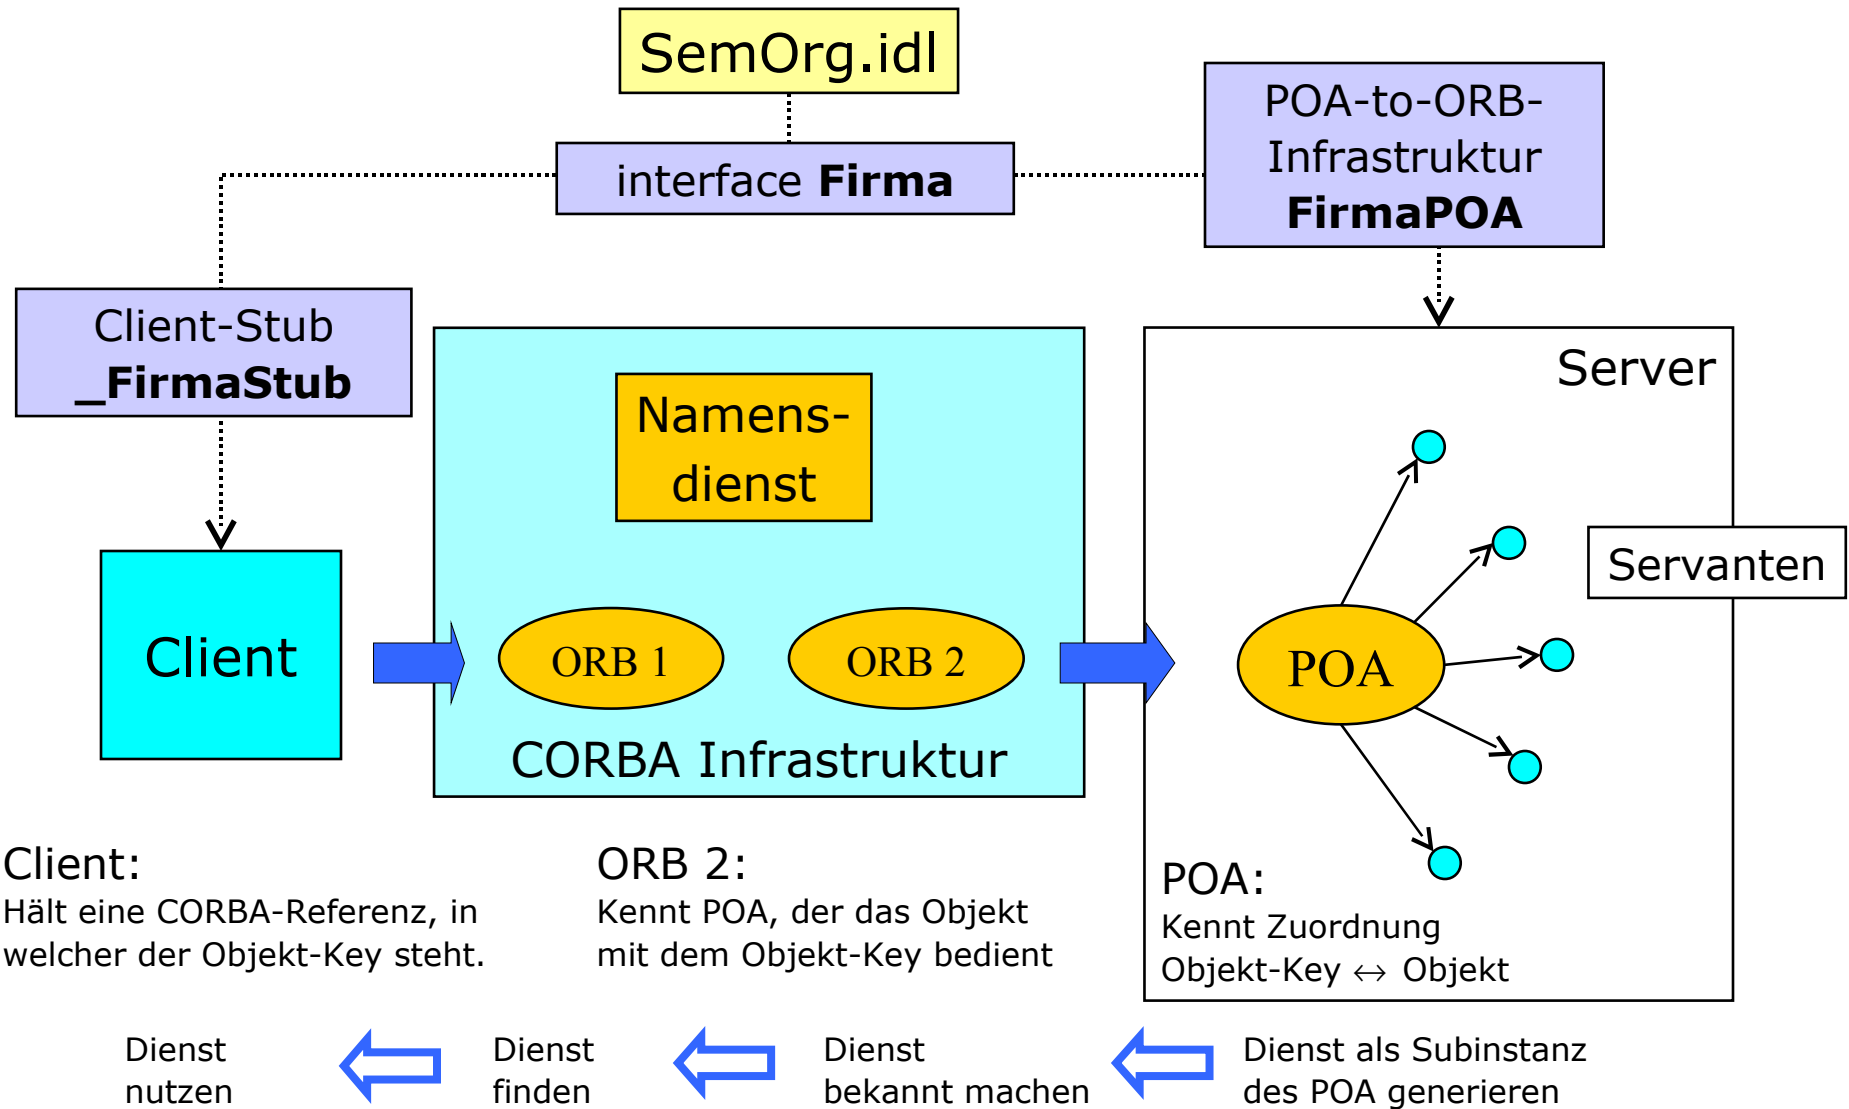 SemOrg.idl
interface Firma
POA-to-ORB-
Infrastruktur
FirmaPOA
Client-Stub
_FirmaStub
Server
Namens-
dienst
Servanten
Client
ORB 1
ORB 2
POA
CORBA Infrastruktur
Client:
Hält eine CORBA-Referenz, in
welcher der Objekt-Key steht.
ORB 2:
Kennt POA, der das Objekt
mit dem Objekt-Key bedient
POA:
Kennt Zuordnung
Objekt-Key ↔ Objekt
Dienst
nutzen
Dienst
finden
Dienst
bekannt machen
Dienst als Subinstanz
des POA generieren